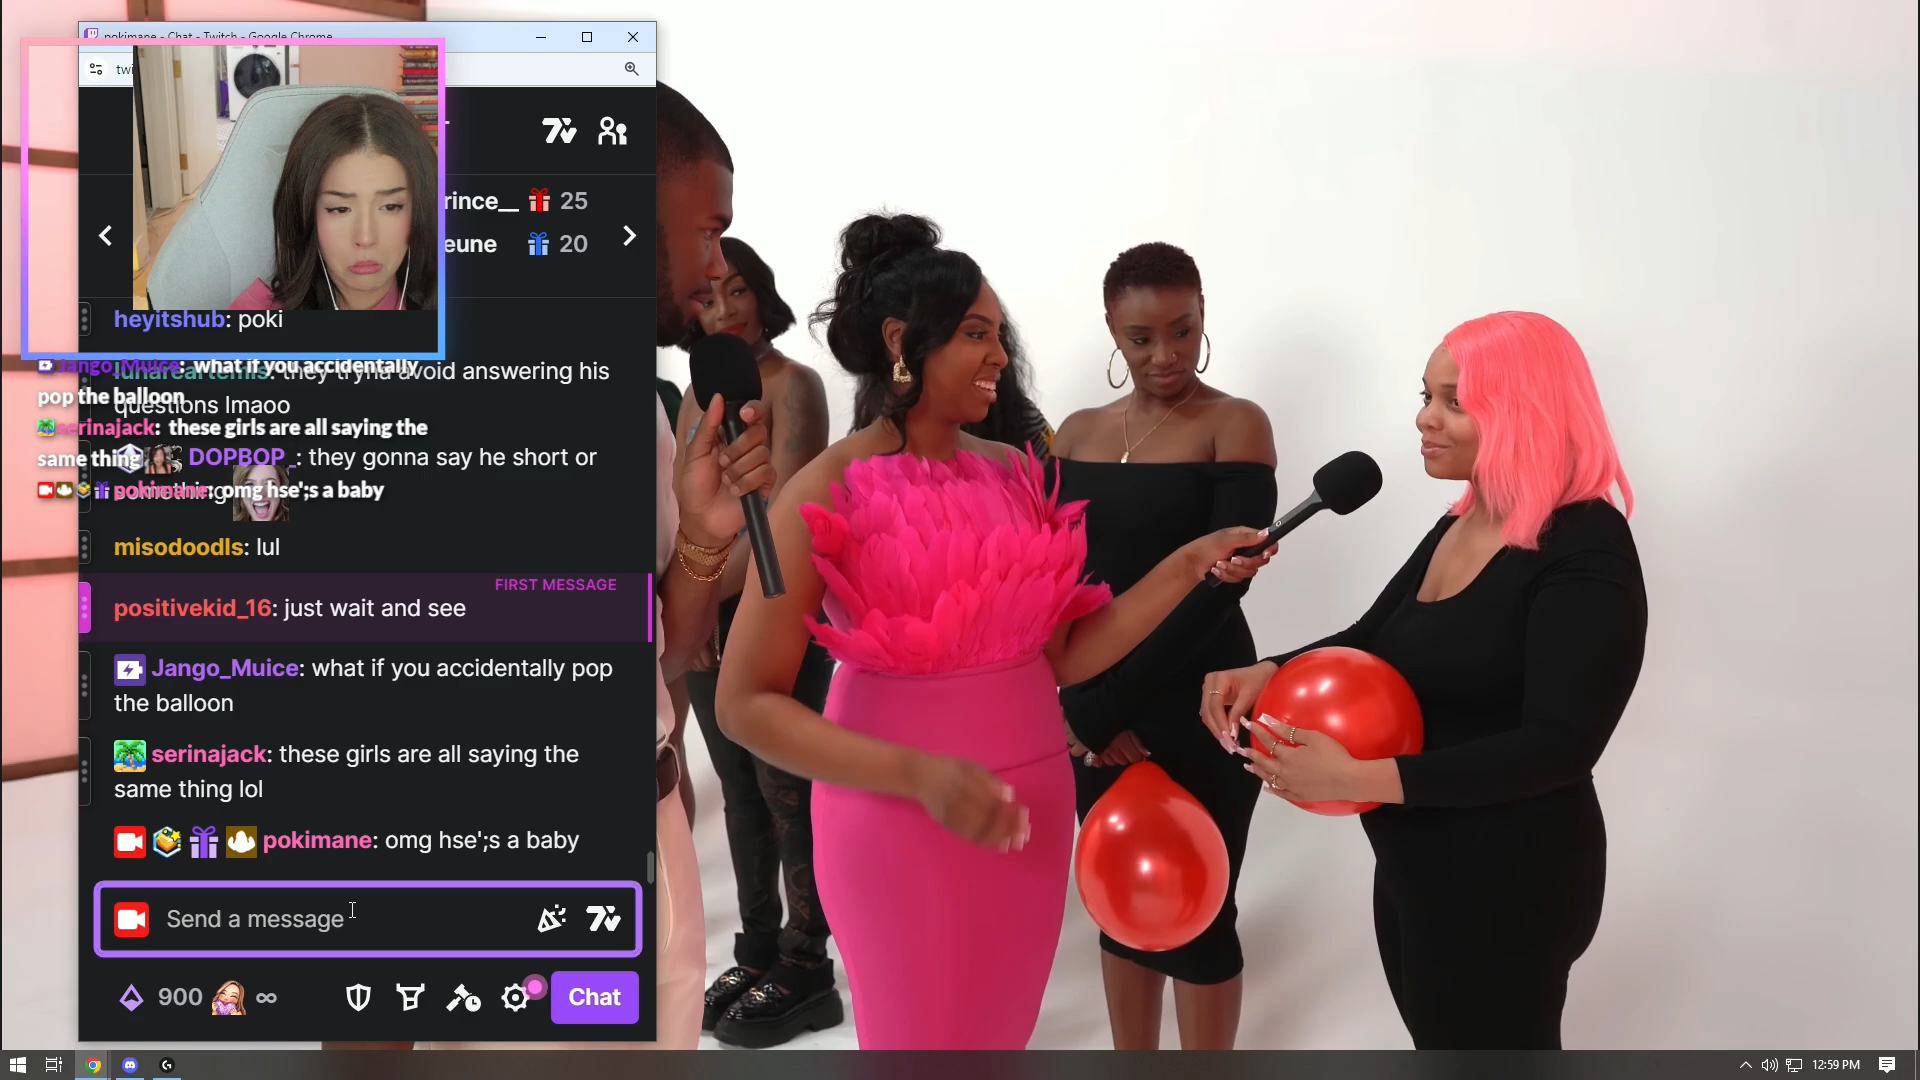 pokimane - Chat - Twitch - Google Chrome
twi
rince__ 25
eune 20
heyitshub: poki
lunareartemis: they tryna avoid answering his
questions lmaoo
DOPBOP_: they gonna say he short or
something
misodoodls: lul
FIRST MESSAGE
positivekid_16: just wait and see
Jango_Muice: what if you accidentally pop
the balloon
serinajack: these girls are all saying the
same thing lol
pokimane: omg hse';s a baby
Send a message
900 ∞
Chat
Jango_Muice: what if you accidentally
pop the balloon
serinajack: these girls are all saying the
same thing
pokimane: omg hse';s a baby
12:59 PM